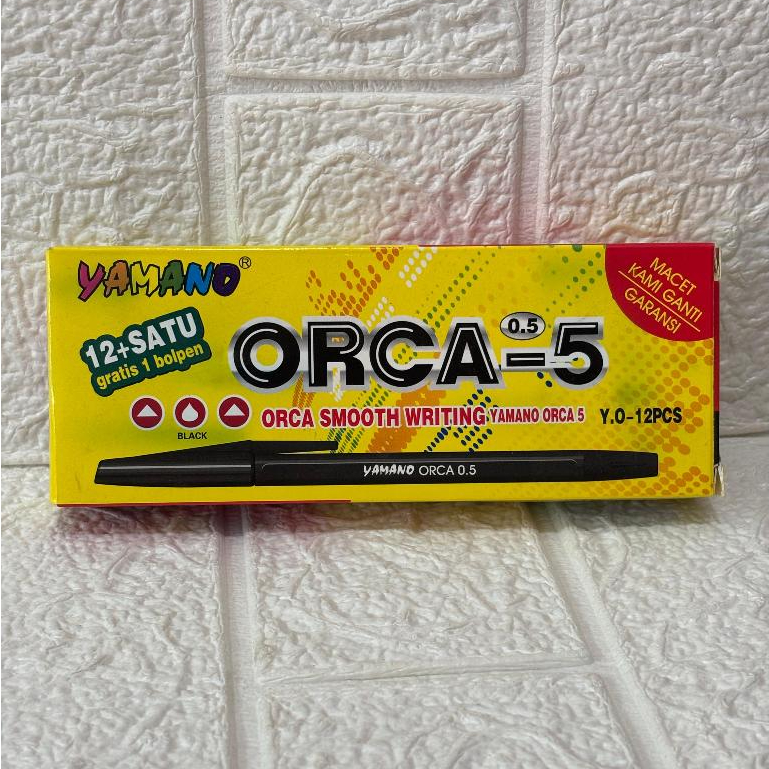 YAMANO®
MACET
KAMI GANTI
GARANSI
12+SATU
gratis 1 bolpen
0.5
ORCA-5
ORCA SMOOTH WRITING YAMANO ORCA 5 Y.O-12PCS
BLACK
YAMANO ORCA 0.5